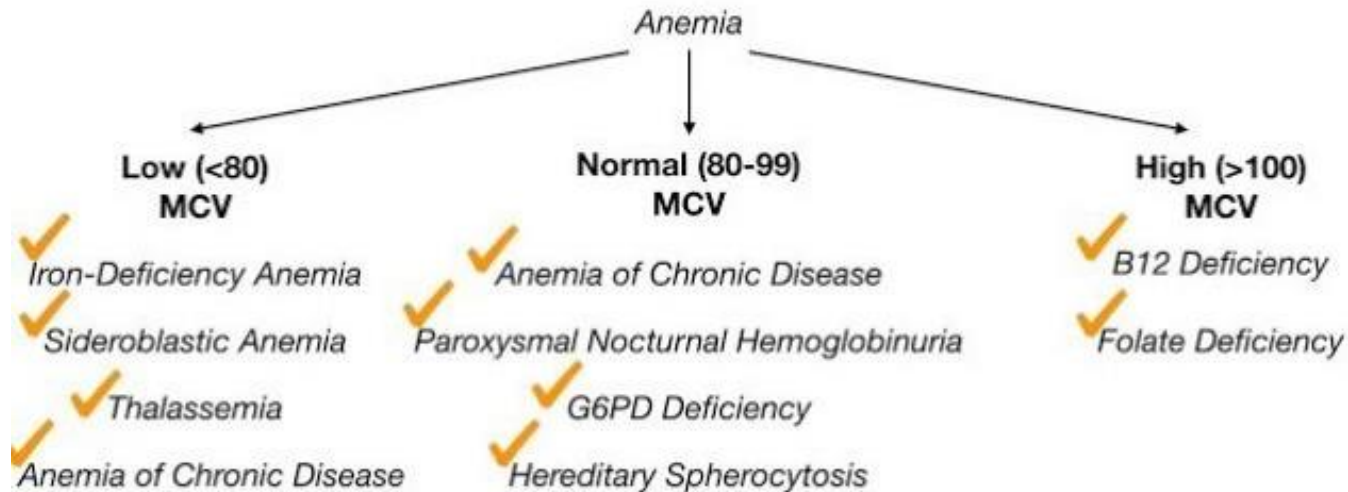 Anemia
Low (<80)
MCV
Iron-Deficiency Anemia
Sideroblastic Anemia
Thalassemia
Anemia of Chronic Disease
Normal (80-99)
MCV
Anemia of Chronic Disease
Paroxysmal Nocturnal Hemoglobinuria
G6PD Deficiency
Hereditary Spherocytosis
High (>100)
MCV
B12 Deficiency
Folate Deficiency